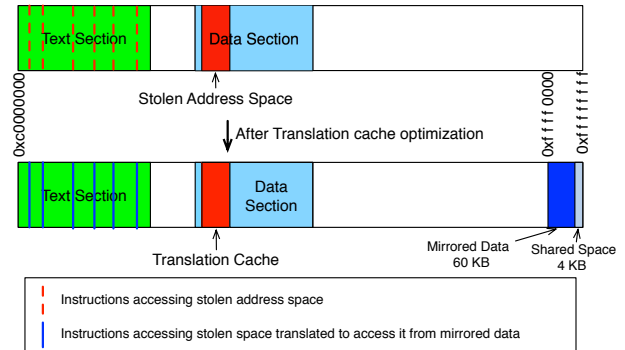 Text Section
Data Section
Stolen Address Space
0xc0000000
0xffff0000
0xffffffff
After Translation cache optimization
Text Section
Data
Section
Translation Cache
Mirrored Data
60 KB
Shared Space
4 KB
Instructions accessing stolen address space
Instructions accessing stolen space translated to access it from mirrored data